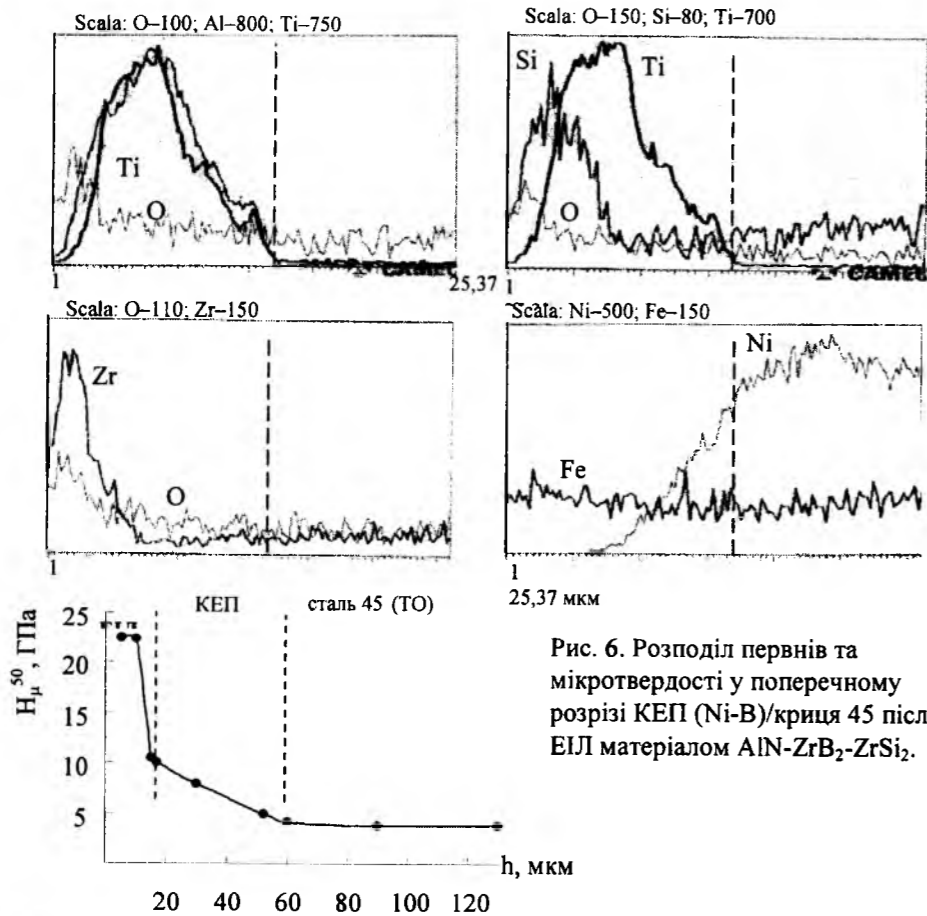 Scala: O–100; Al–800; Ti–750
Ti
O
1
25,37
Scala: O–150; Si–80; Ti–700
Si
Ti
O
1
CAMEC
Scala: O–110; Zr–150
Zr
O
1
Scala: Ni–500; Fe–150
Ni
Fe
1
25,37 мкм
КЕП
сталь 45 (ТО)
Hμ50, ГПа
25
20
15
10
5
20 40 60 80 100 120
h, мкм
Рис. 6. Розподіл первнів та
мікротвердості у поперечному
розрізі КЕП (Ni-B)/криця 45 післ
ЕІЛ матеріалом AlN-ZrB₂-ZrSi₂.